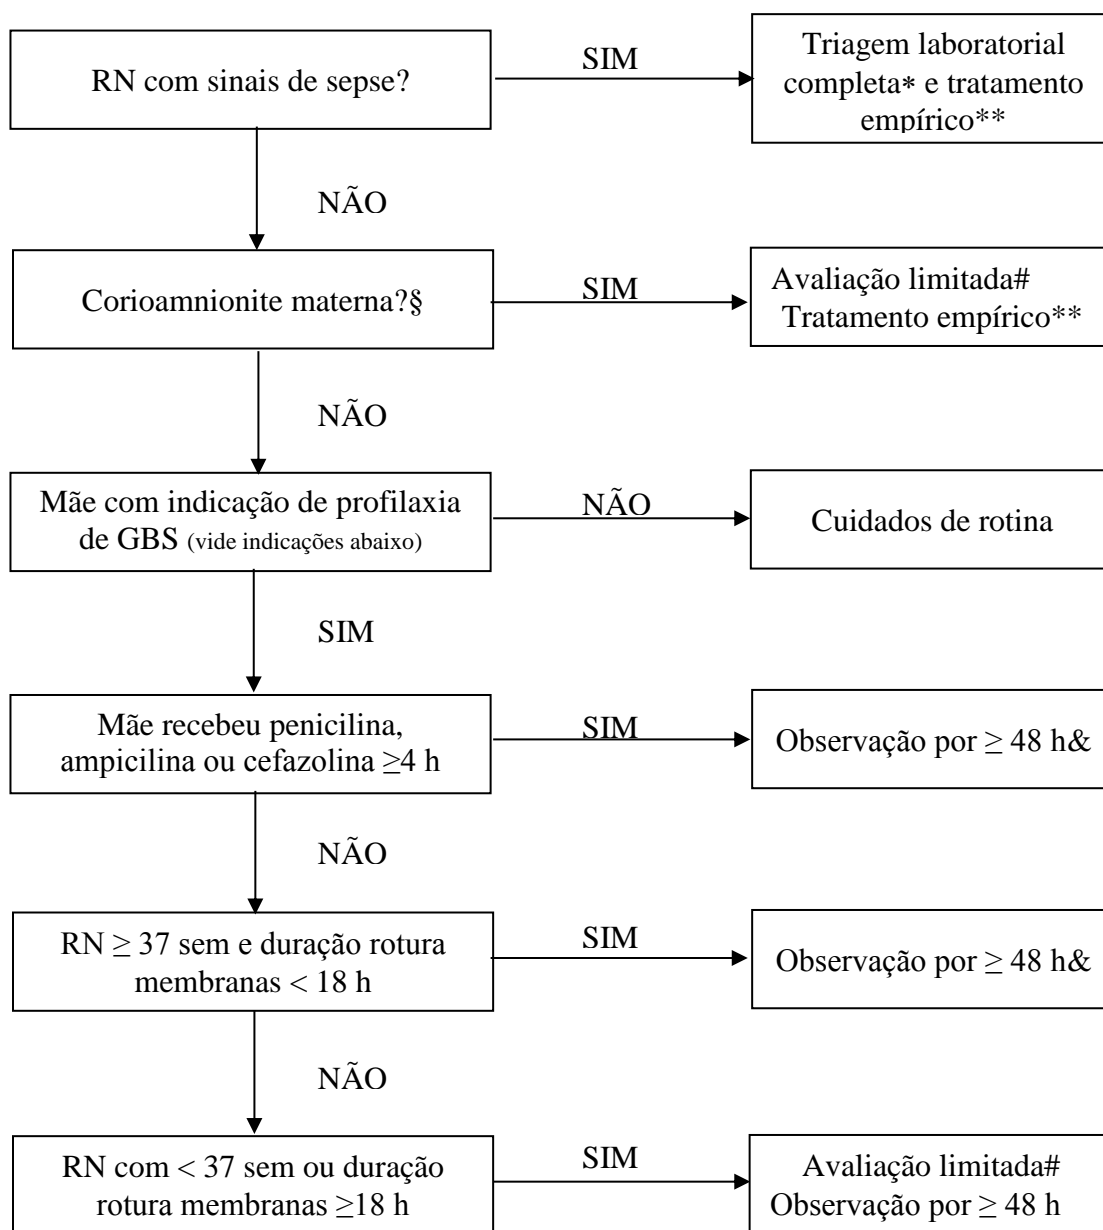 RN com sinais de sepse?
SIM
Triagem laboratorial
completa* e tratamento
empírico**
NÃO
Corioamnionite materna?§
SIM
Avaliação limitada#
Tratamento empírico**
NÃO
Mãe com indicação de profilaxia
de GBS (vide indicações abaixo)
NÃO
Cuidados de rotina
SIM
Mãe recebeu penicilina,
ampicilina ou cefazolina ≥4 h
SIM
Observação por ≥ 48 h&
NÃO
RN ≥ 37 sem e duração rotura
membranas < 18 h
SIM
Observação por ≥ 48 h&
NÃO
RN com < 37 sem ou duração
rotura membranas ≥18 h
SIM
Avaliação limitada#
Observação por ≥ 48 h